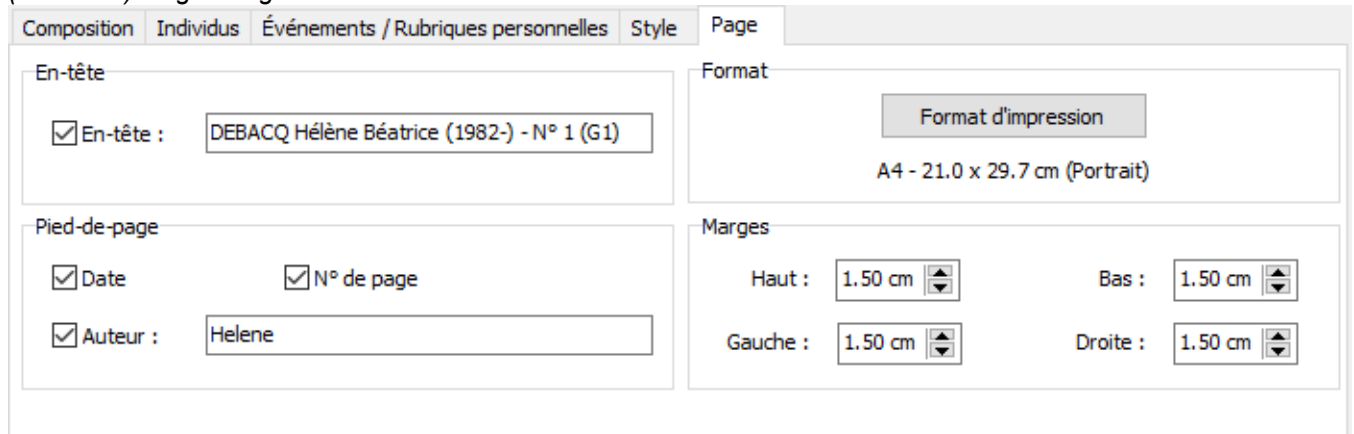 Composition Individus Événements / Rubriques personnelles Style Page
En-tête
En-tête : DEBACQ Hélène Béatrice (1982-) - N° 1 (G1)
Format
Format d'impression
A4 - 21.0 x 29.7 cm (Portrait)
Pied-de-page
Date N° de page
Auteur : Helene
Marges
Haut : 1.50 cm Bas : 1.50 cm
Gauche : 1.50 cm Droite : 1.50 cm